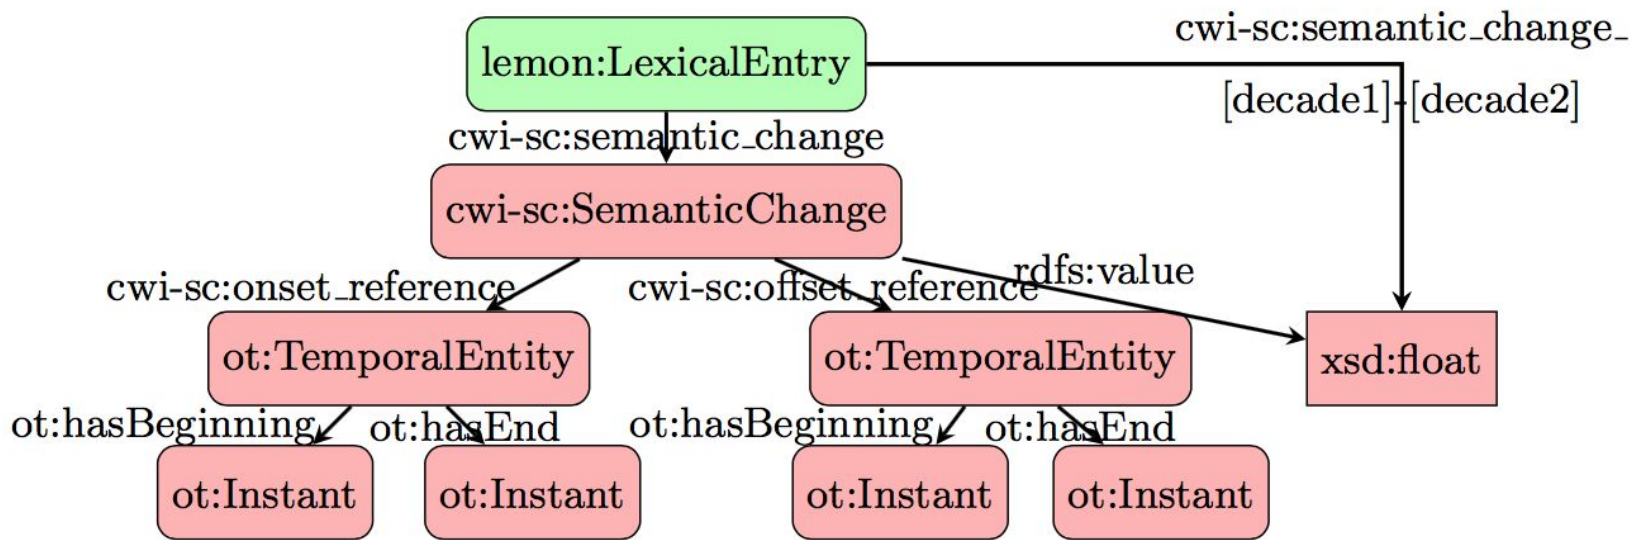 cwi-sc:semantic_change_
lemon:LexicalEntry
[decade1]-[decade2]
cwi-sc:semantic_change
cwi-sc:SemanticChange
cwi-sc:onset_reference
cwi-sc:offset_reference
rdfs:value
ot:TemporalEntity
ot:TemporalEntity
xsd:float
ot:hasBeginning
ot:hasEnd
ot:hasBeginning
ot:hasEnd
ot:Instant
ot:Instant
ot:Instant
ot:Instant